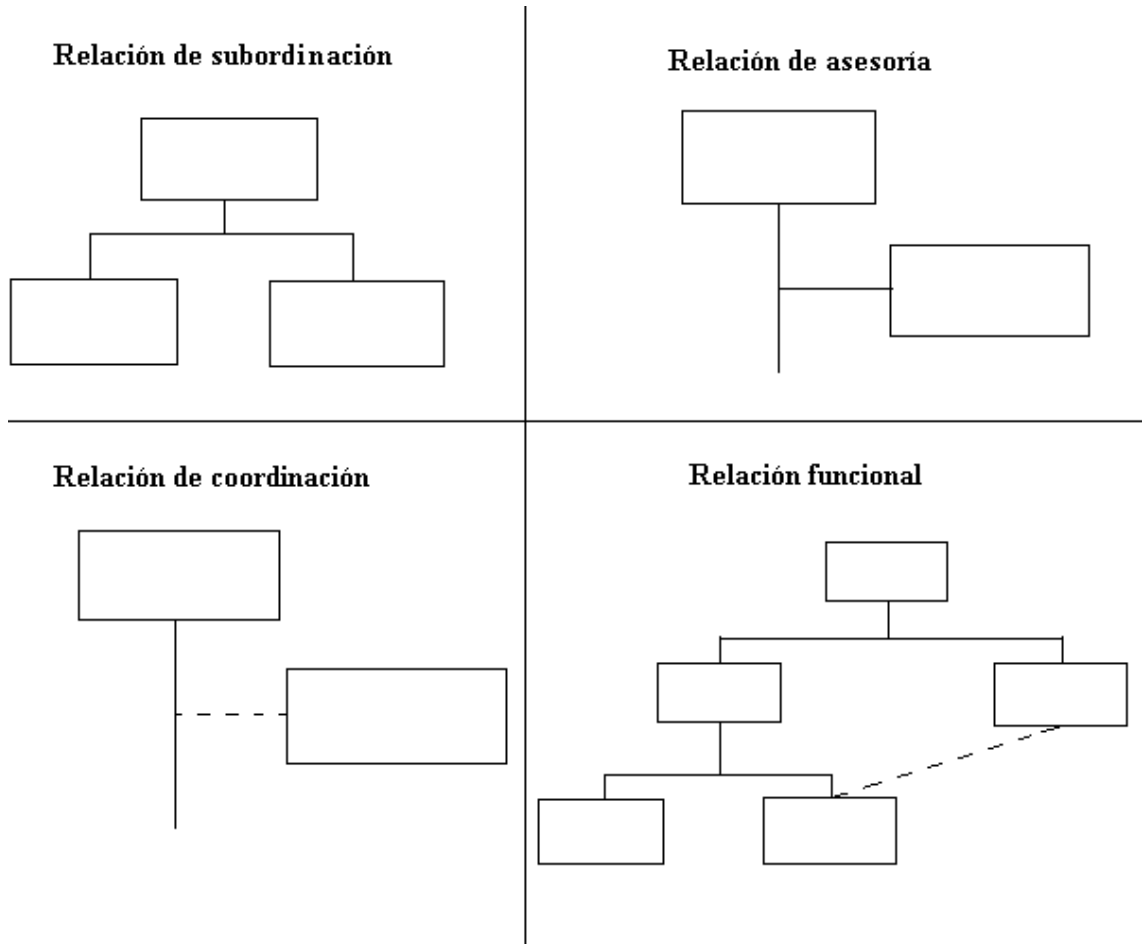 Relación de subordinación
Relación de asesoría
Relación de coordinación
Relación funcional